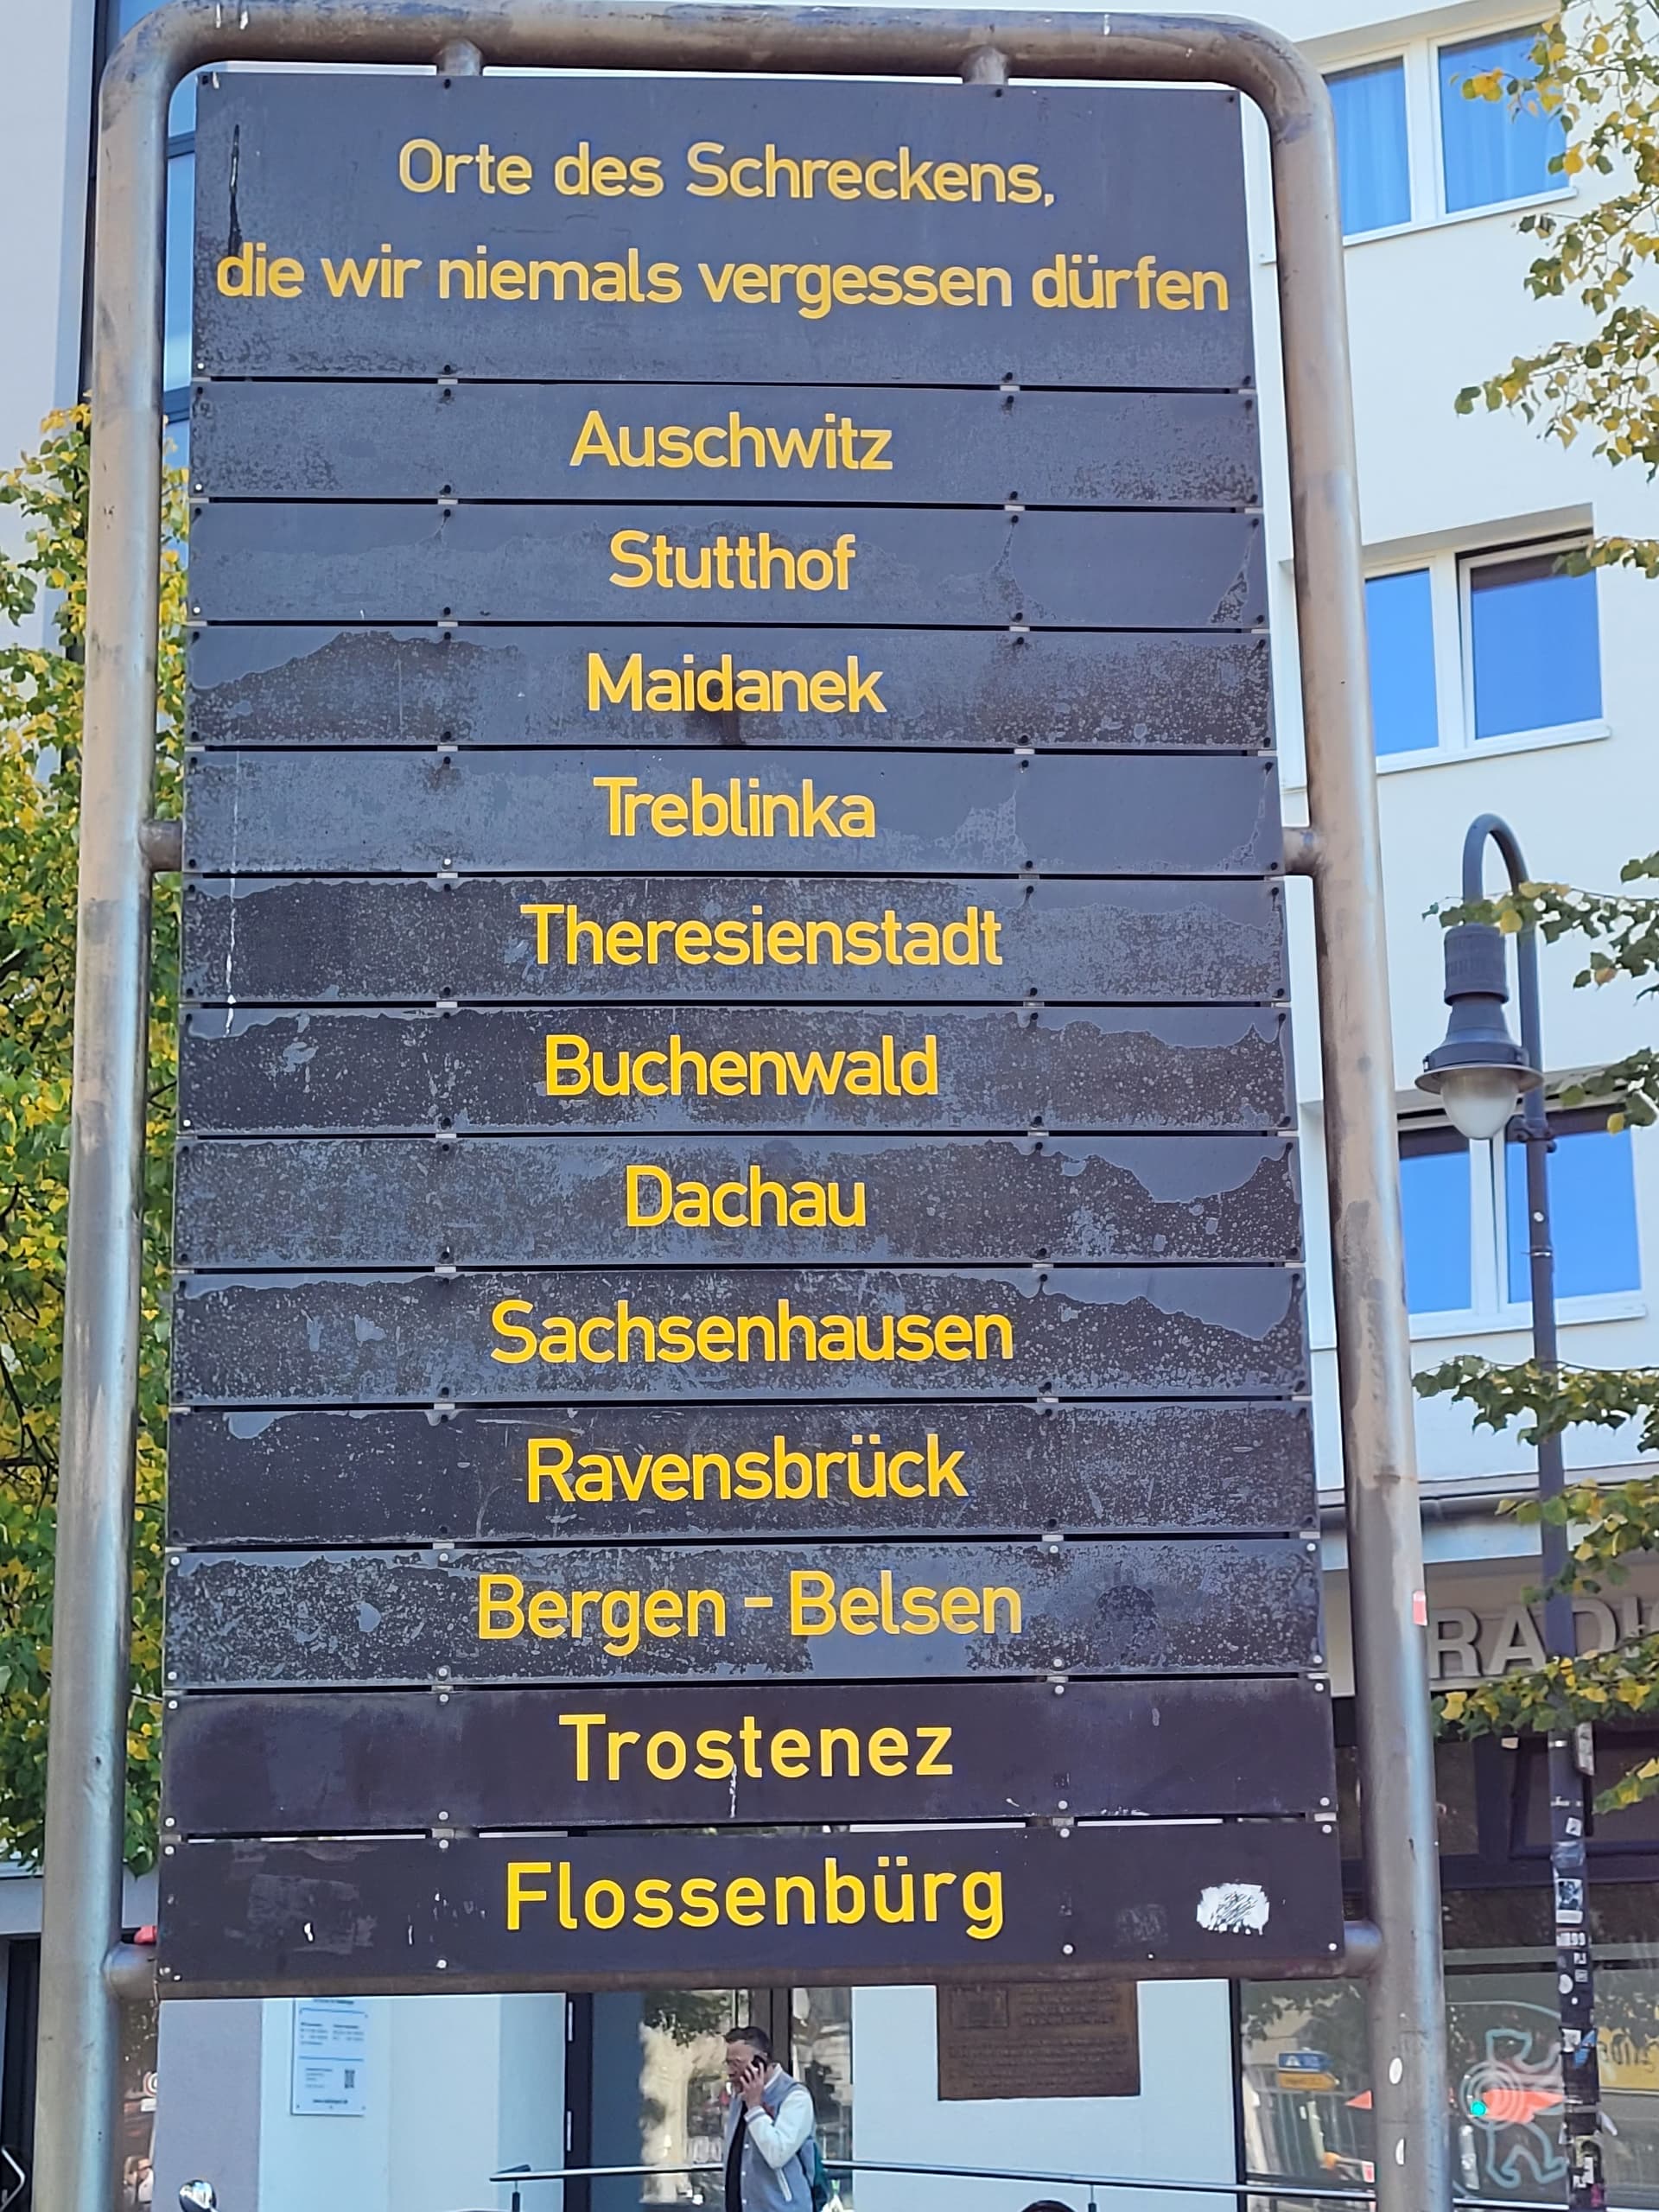 Orte des Schreckens,
die wir niemals vergessen dürfen
Auschwitz
Stutthof
Maidanek
Treblinka
Theresienstadt
Buchenwald
Dachau
Sachsenhausen
Ravensbrück
Bergen - Belsen
Trostenez
Flossenbürg